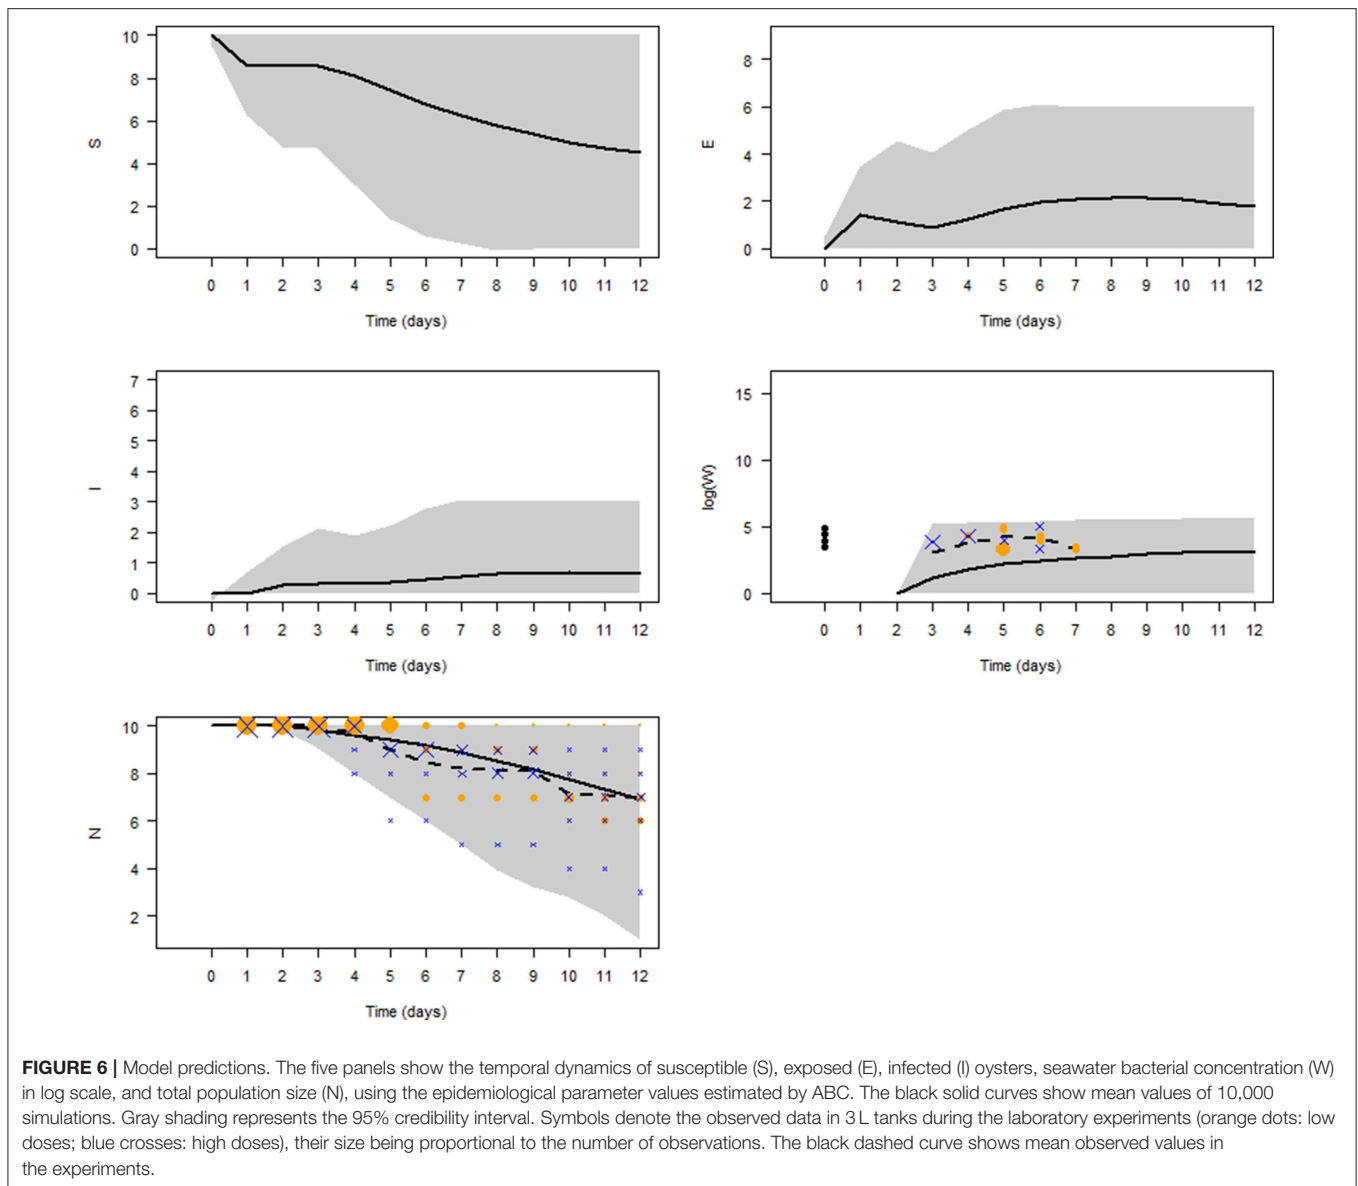 10
8
6
4
2
0
S
0 1 2 3 4 5 6 7 8 9 10 11 12
Time (days)
8
6
4
2
0
E
0 1 2 3 4 5 6 7 8 9 10 11 12
Time (days)
7
6
5
4
3
2
1
0
I
0 1 2 3 4 5 6 7 8 9 10 11 12
Time (days)
15
10
5
0
log(W)
0 1 2 3 4 5 6 7 8 9 10 11 12
Time (days)
10
8
6
4
2
N
0 1 2 3 4 5 6 7 8 9 10 11 12
Time (days)
FIGURE 6 | Model predictions. The five panels show the temporal dynamics of susceptible (S), exposed (E), infected (I) oysters, seawater bacterial concentration (W)
in log scale, and total population size (N), using the epidemiological parameter values estimated by ABC. The black solid curves show mean values of 10,000
simulations. Gray shading represents the 95% credibility interval. Symbols denote the observed data in 3 L tanks during the laboratory experiments (orange dots: low
doses; blue crosses: high doses), their size being proportional to the number of observations. The black dashed curve shows mean observed values in
the experiments.